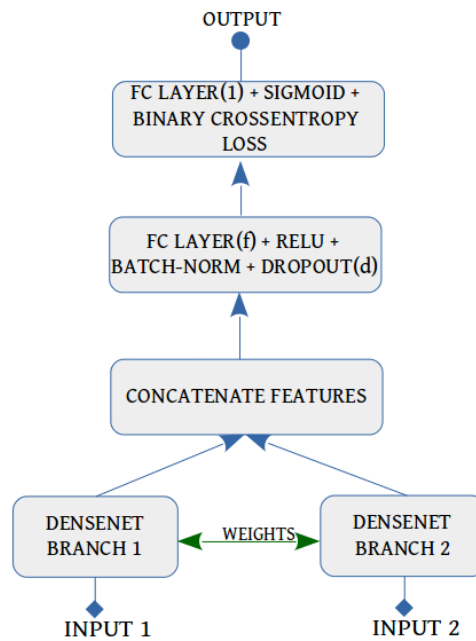 OUTPUT
FC LAYER(1) + SIGMOID +
BINARY CROSSENTROPY
LOSS
FC LAYER(f) + RELU +
BATCH-NORM + DROPOUT(d)
CONCATENATE FEATURES
DENSENET
BRANCH 1
WEIGHTS
DENSENET
BRANCH 2
INPUT 1
INPUT 2